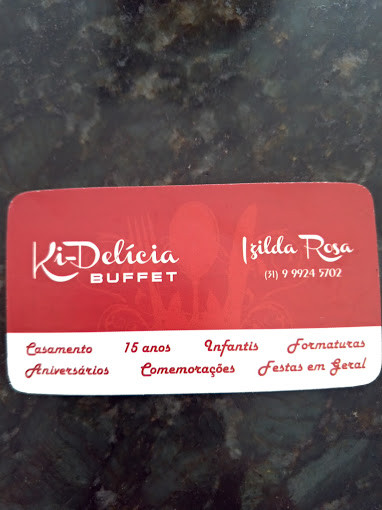 Ki-Delícia
BUFFET
Izilda Rosa
(31) 9 9924 5702
Casamento 15 anos Infantis Formaturas
Aniversários Comemorações Festas em Geral